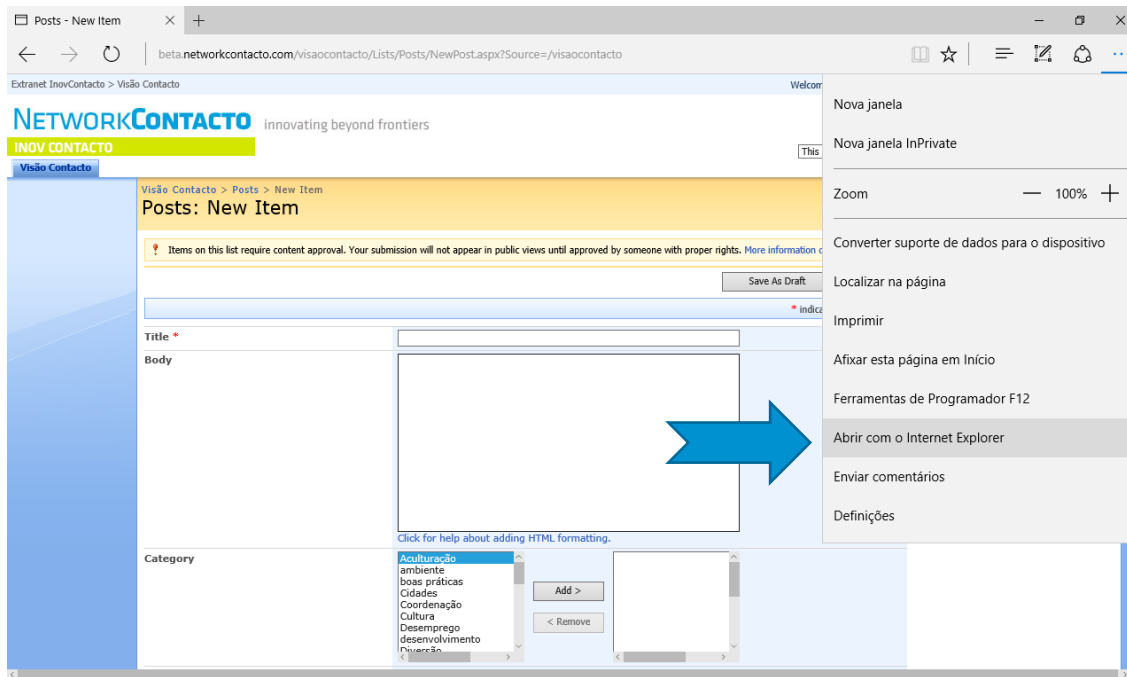 Posts - New Item
beta.networkcontacto.com/visaocontacto/Lists/Posts/NewPost.aspx?Source=/visaocontacto
Extranet InovContacto > Visão Contacto
Welcom
NETWORKCONTACTO innovating beyond frontiers
INOV CONTACTO
This
Visão Contacto
Visão Contacto > Posts > New Item
Posts: New Item
Items on this list require content approval. Your submission will not appear in public views until approved by someone with proper rights. More information
Save As Draft
* indica
Title *
Body
Click for help about adding HTML formatting.
Category
Aculturação
ambiente
boas práticas
Cidades
Coordenação
Cultura
Desemprego
desenvolvimento
Diversão
Add >
< Remove
Nova janela
Nova janela InPrivate
Zoom
100%
Converter suporte de dados para o dispositivo
Localizar na página
Imprimir
Afixar esta página em Início
Ferramentas de Programador F12
Abrir com o Internet Explorer
Enviar comentários
Definições